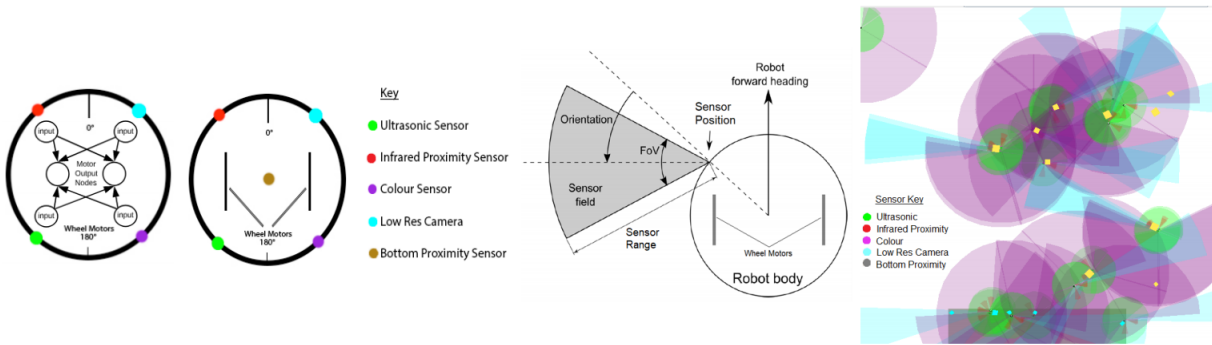 input
input
0°
Motor
Output
Nodes
input
input
Wheel Motors
180°
0°
Wheel Motors
180°
Key
Ultrasonic Sensor
Infrared Proximity Sensor
Colour Sensor
Low Res Camera
Bottom Proximity Sensor
Robot
forward heading
Sensor
Position
Orientation
FoV
Sensor
field
Sensor
Range
Wheel Motors
Robot body
Sensor Key
Ultrasonic
Infrared Proximity
Colour
Low Res Camera
Bottom Proximity